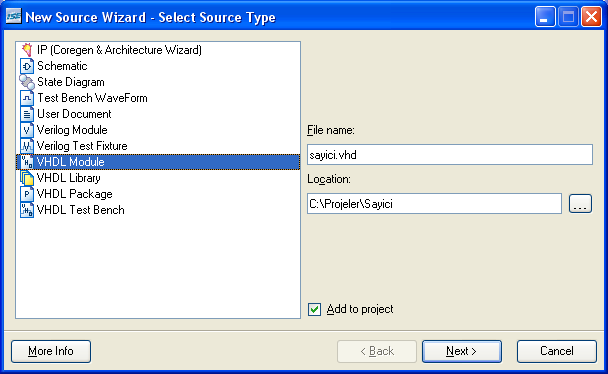 ISE New Source Wizard - Select Source Type
IP (Coregen & Architecture Wizard)
Schematic
State Diagram
Test Bench WaveForm
User Document
Verilog Module
Verilog Test Fixture
VHDL Module
VHDL Library
VHDL Package
VHDL Test Bench
File name:
sayici.vhd
Location:
C:\Projeler\Sayici
...
Add to project
More Info
< Back
Next >
Cancel